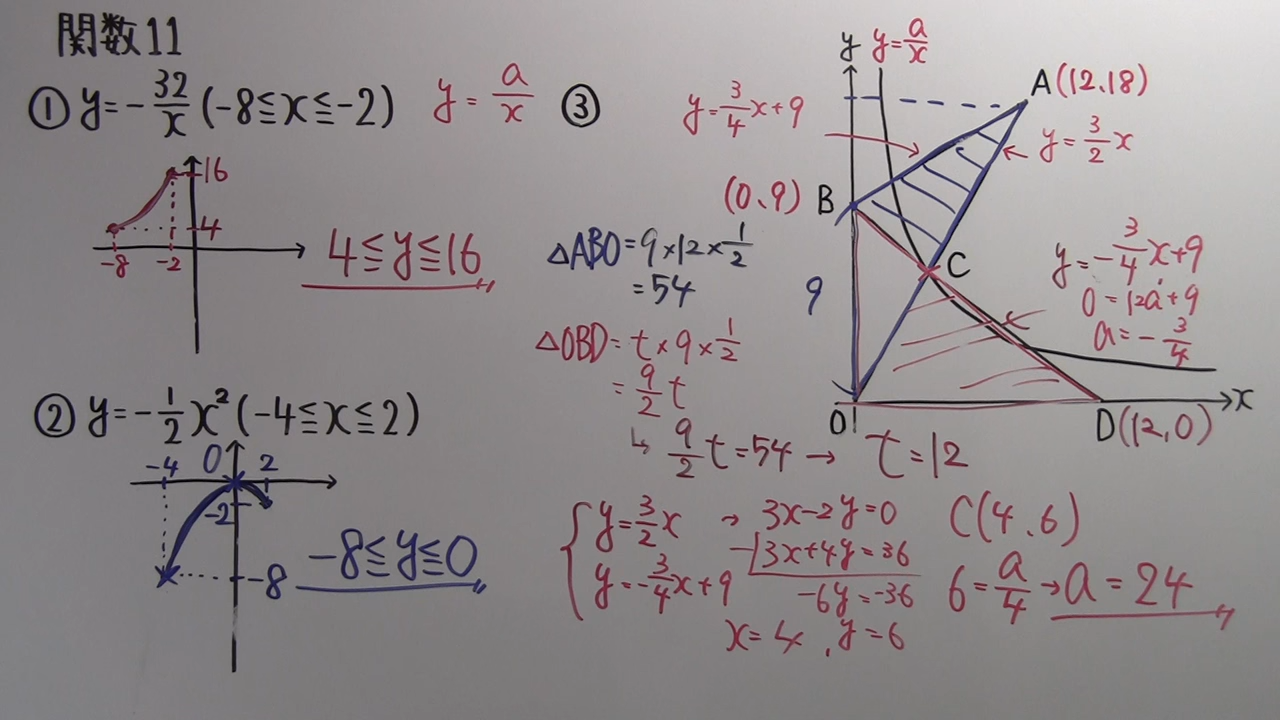 関数11
① y=-32/x (-8≦x≦-2)
y=a/x
16
4
-8 -2
4≦y≦16
② y=-1/2x²(-4≦x≦2)
-4 O 2
-2
-8
-8≦y≦0
③
y y=a/x
A(12.18)
y=3/4x+9
y=3/2x
(0.9) B
△ABO=9×12×1/2
=54
9
C
y=-3/4x+9
0=12a+9
a=-3/4
△OBD=t×9×1/2
=9/2t
O
D(12,0)
x
↳ 9/2t=54→ t=12
{y=3/2x → 3x-2y=0
y=-3/4x+9
-)3x+4y=36
-6y=-36
x=4,y=6
C(4.6)
6=a/4→a=24